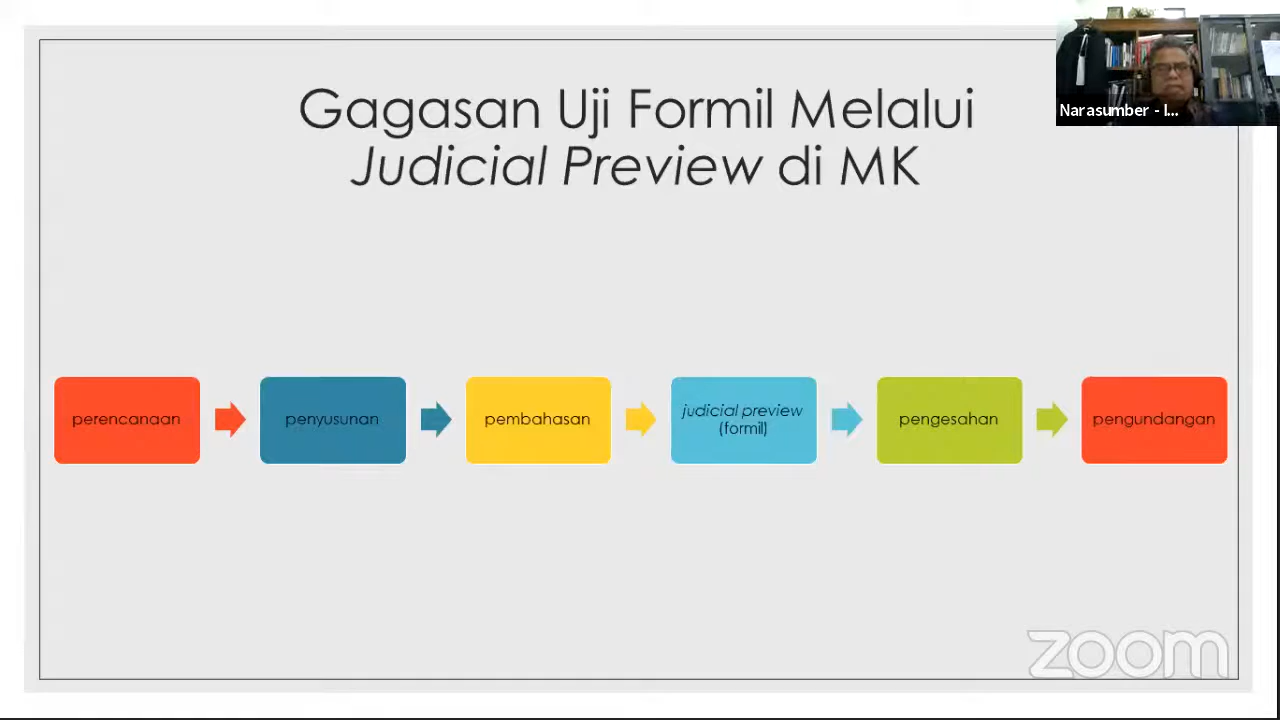 Gagasan Uji Formil Melalui
Judicial Preview di MK
Narasumber - I...
perencanaan
penyusunan
pembahasan
judicial preview
(formil)
pengesahan
pengundangan
zoom